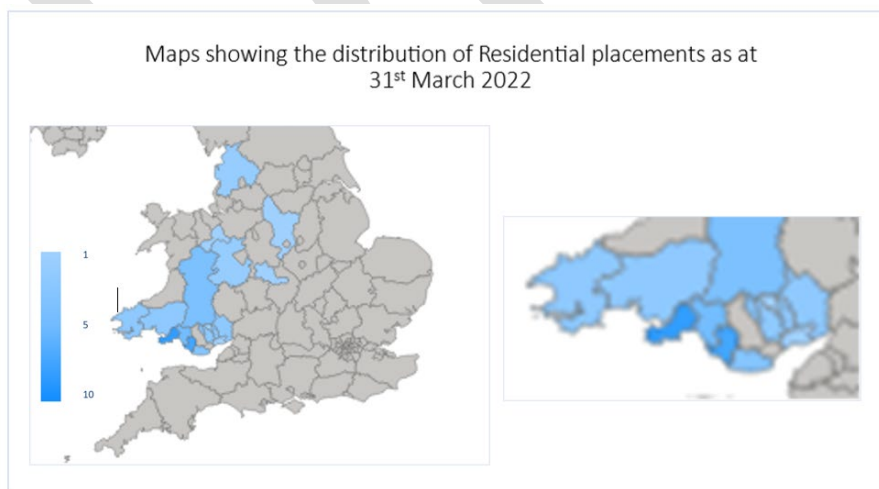 Maps showing the distribution of Residential placements as at
31st March 2022
1
5
10